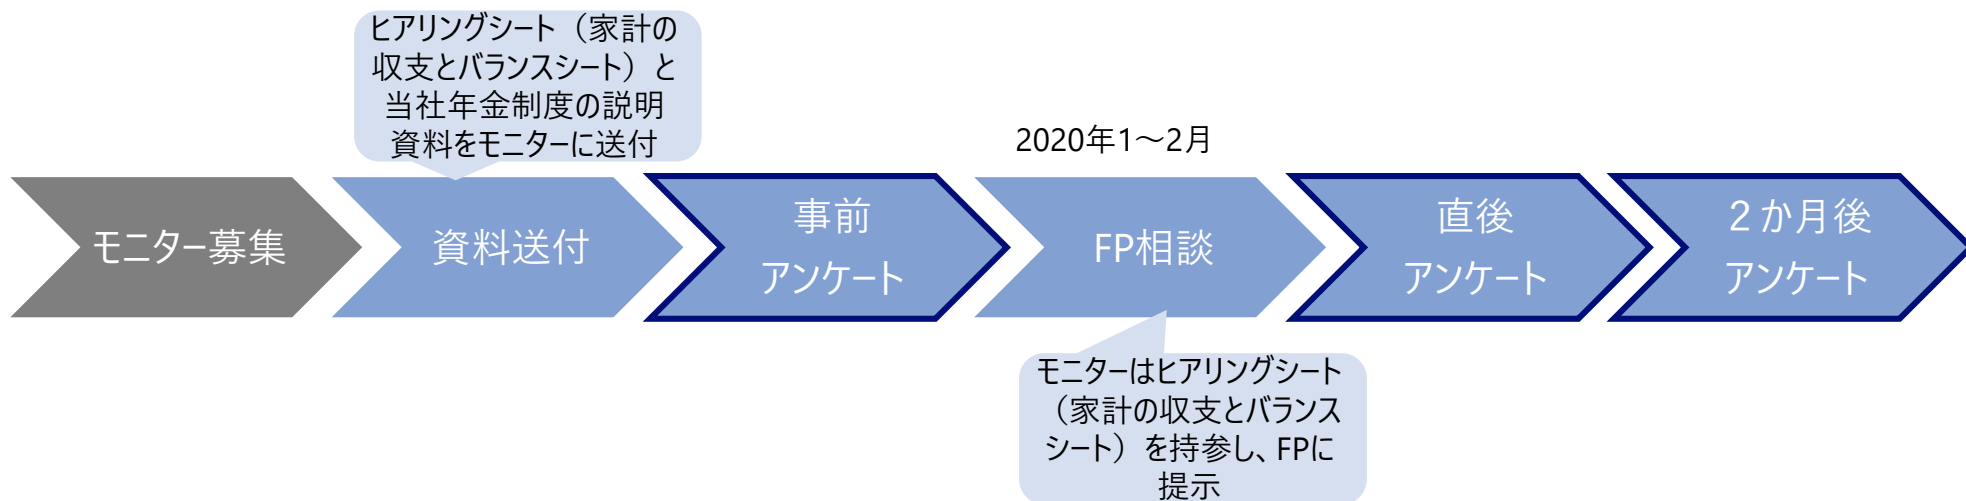 ヒアリングシート（家計の
収支とバランスシート）と
当社年金制度の説明
資料をモニターに送付
2020年1～2月
モニター募集
資料送付
事前
アンケート
FP相談
直後
アンケート
２か月後
アンケート
モニターはヒアリングシート
（家計の収支とバランス
シート）を持参し、FPに
提示